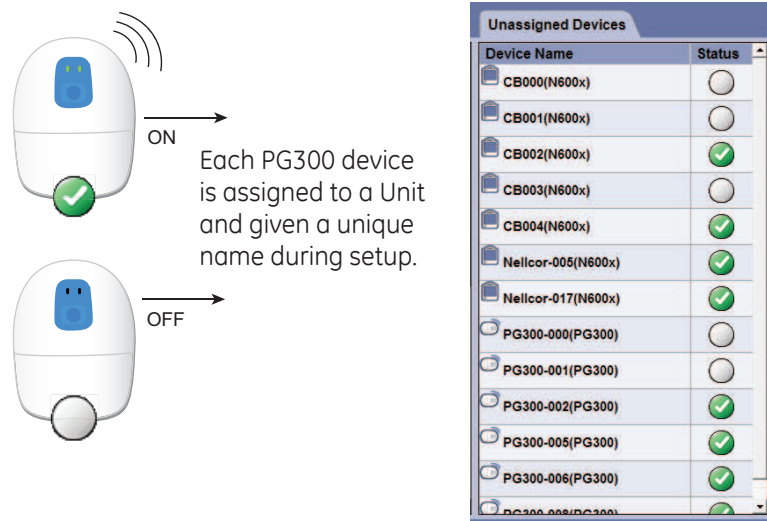 ON
Each PG300 device
is assigned to a Unit
and given a unique
name during setup.
OFF
Unassigned Devices
Device Name Status
CB000(N600x)
CB001(N600x)
CB002(N600x)
CB003(N600x)
CB004(N600x)
Nellcor-005(N600x)
Nellcor-017(N600x)
PG300-000(PG300)
PG300-001(PG300)
PG300-002(PG300)
PG300-005(PG300)
PG300-006(PG300)